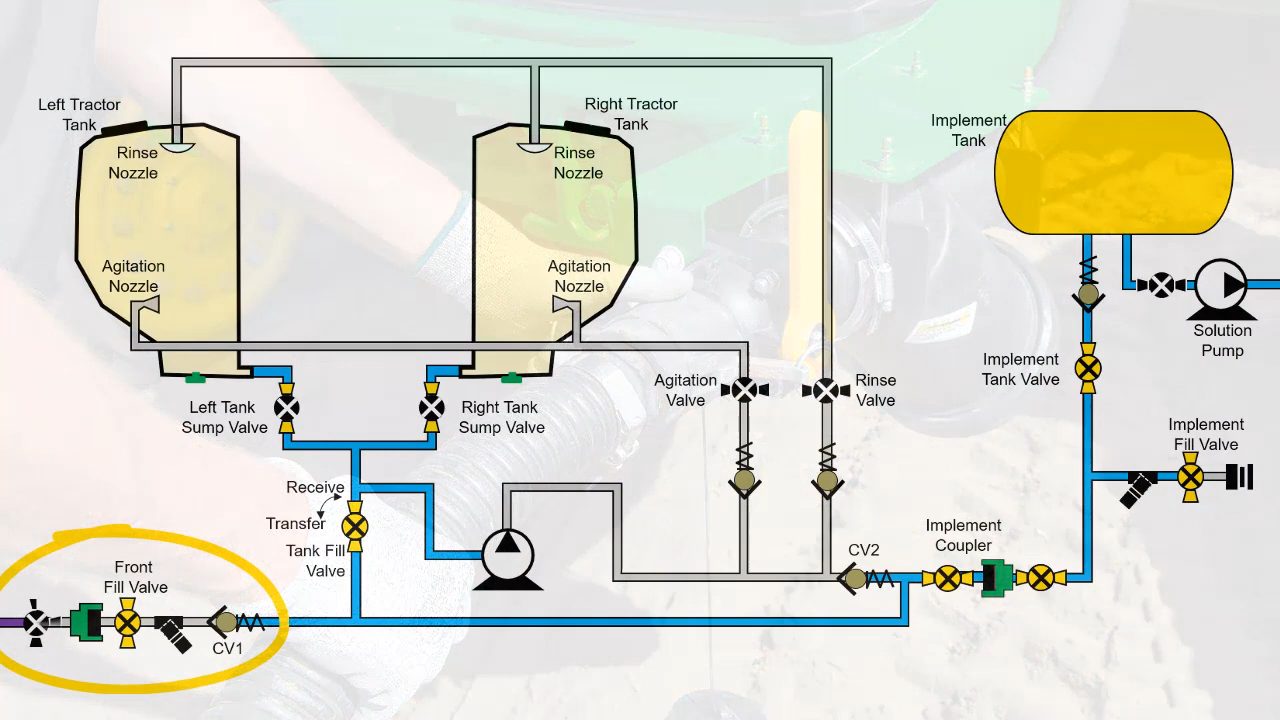 Left Tractor
Tank
Right Tractor
Tank
Implement
Tank
Rinse
Nozzle
Rinse
Nozzle
Agitation
Nozzle
Agitation
Nozzle
Solution
Pump
Implement
Tank Valve
Agitation
Valve
Rinse
Valve
Left Tank
Sump Valve
Right Tank
Sump Valve
Implement
Fill Valve
Receive
Transfer
Tank Fill
Valve
Implement
Coupler
CV2
Front
Fill Valve
CV1